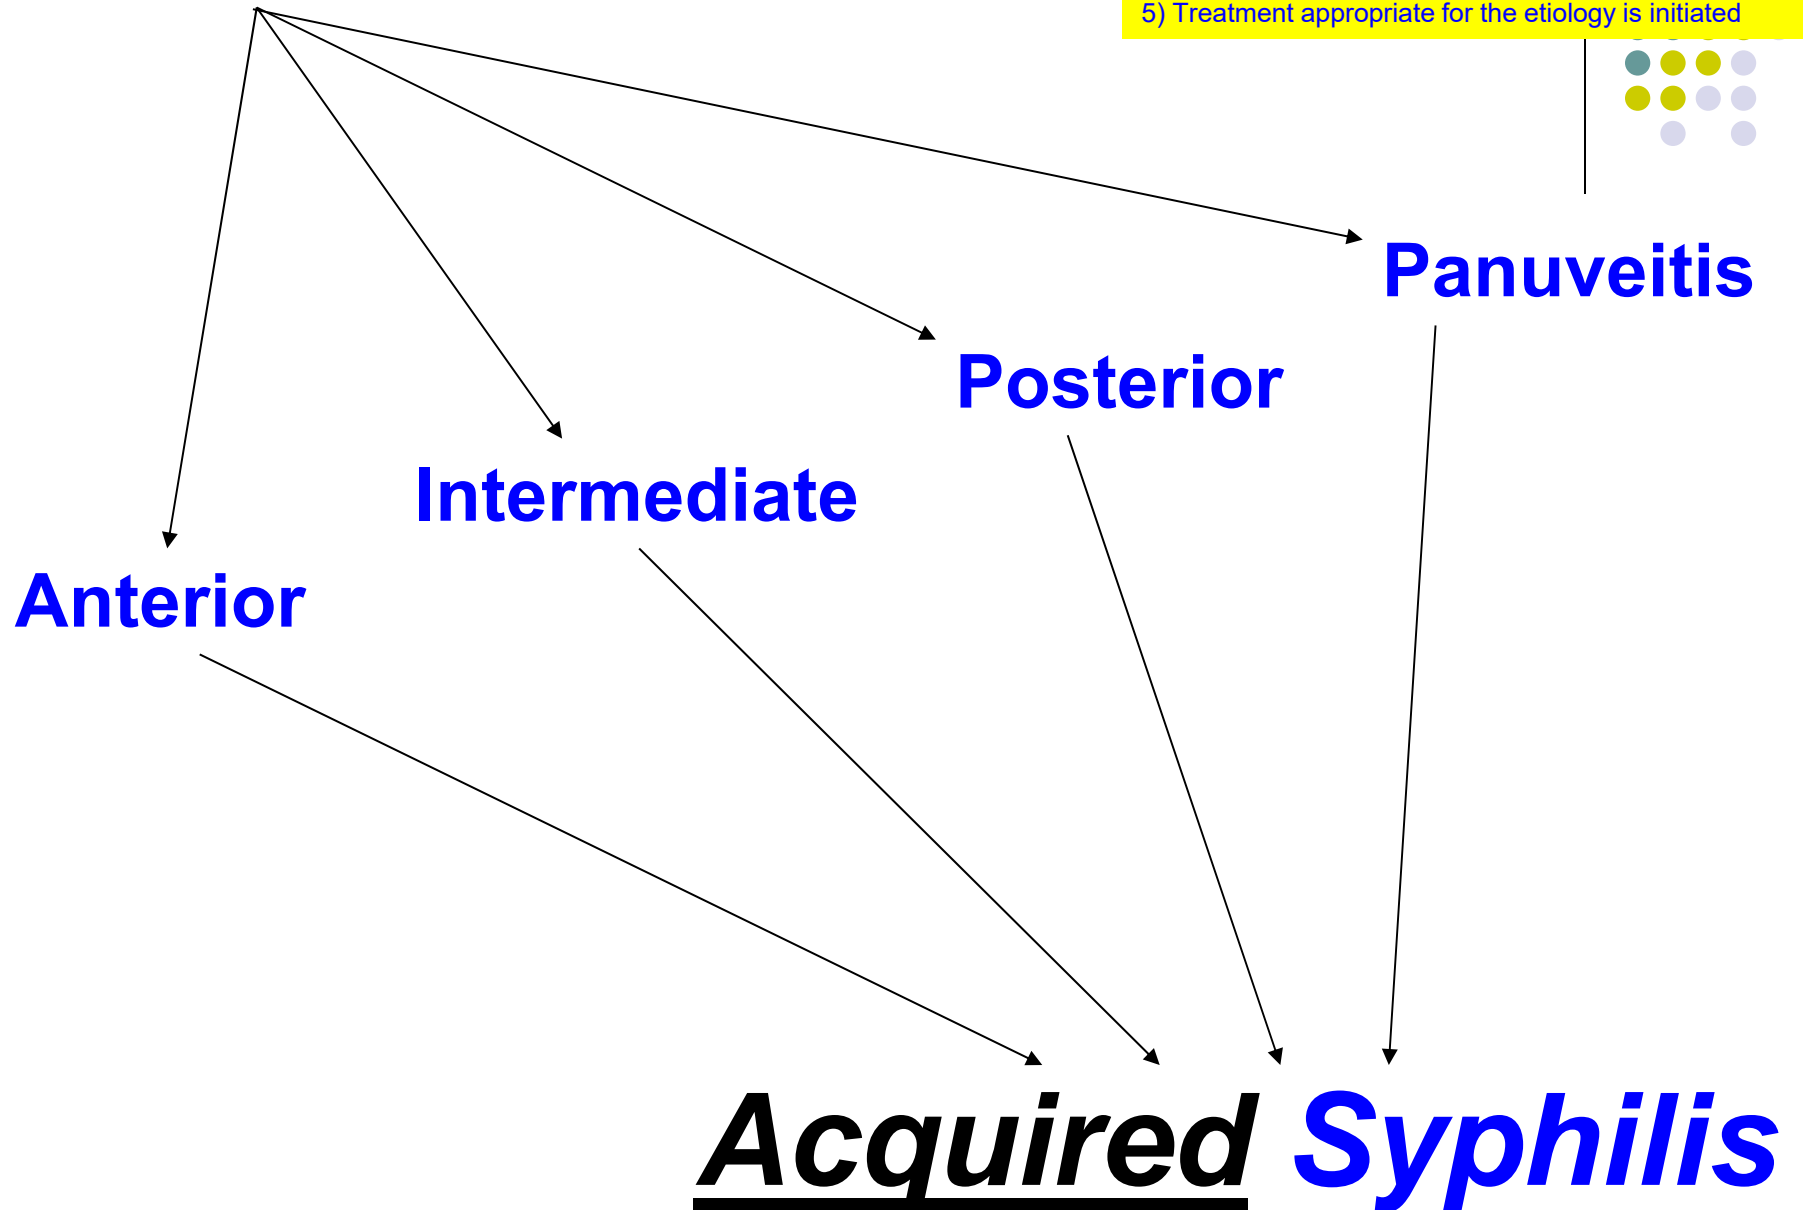 5) Treatment appropriate for the etiology is initiated
Panuveitis
Posterior
Intermediate
Anterior
Acquired Syphilis